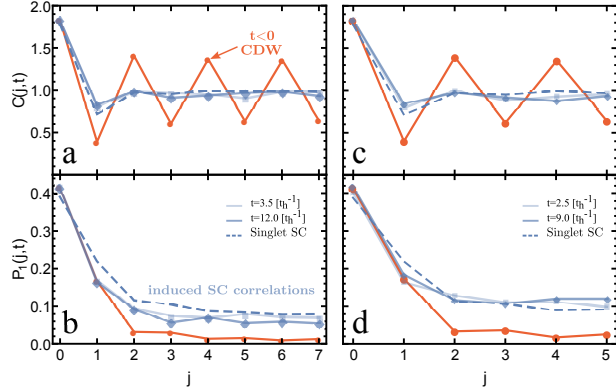 2.0
1.5
1.0
0.5
C(j,t)
t<0
CDW
a
c
0.4
0.3
0.2
0.1
0.0
P₁(j,t)
t=3.5 [tₕ⁻¹]
t=12.0 [tₕ⁻¹]
Singlet SC
induced SC correlations
b
t=2.5 [tₕ⁻¹]
t=9.0 [tₕ⁻¹]
Singlet SC
d
0 1 2 3 4 5 6 7
j
0 1 2 3 4 5
j